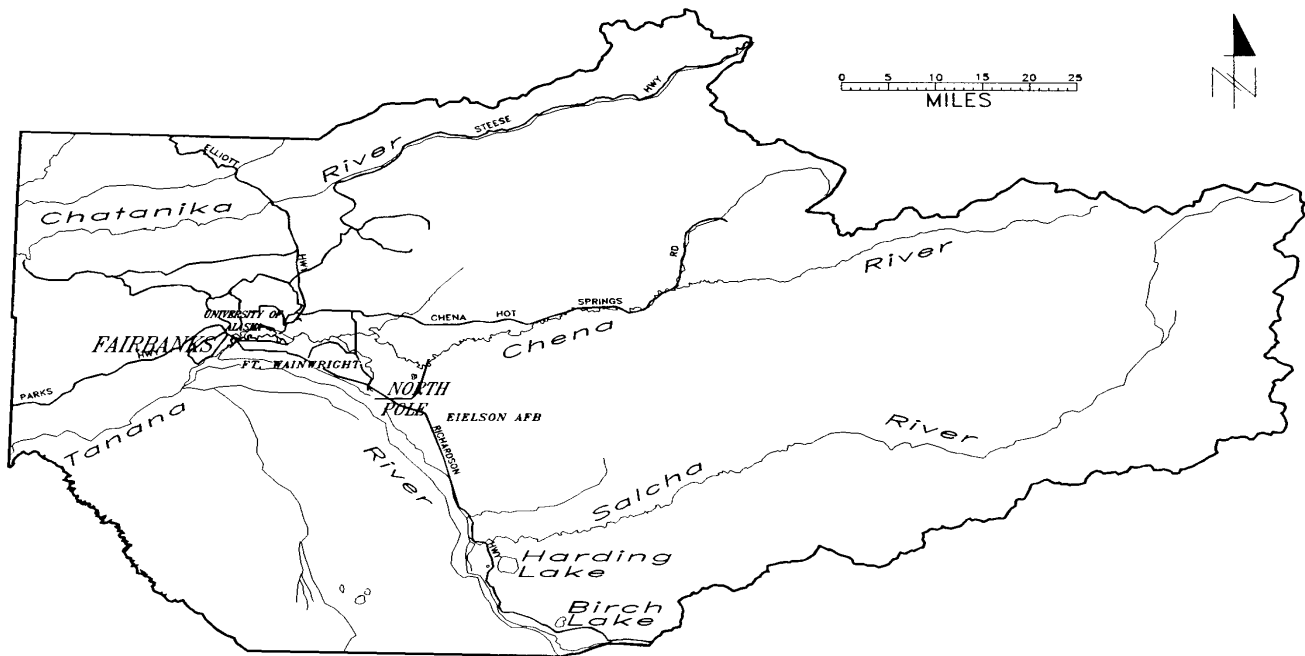 0 5 10 15 20 25
MILES
N
HWY
STEESE
River
ELLIOTT
Chatanika
HWY
RD
River
SPRINGS
HOT
CHENA
UNIVERSITY OF
ALASKA
Chena
FAIRBANKS
HWY
FT. WAINWRIGHT
PARKS
NORTH
POLE
EIELSON AFB
Tanana
River
RICHARDSON
River
Salcha
HWY
Harding
Lake
Birch
Lake